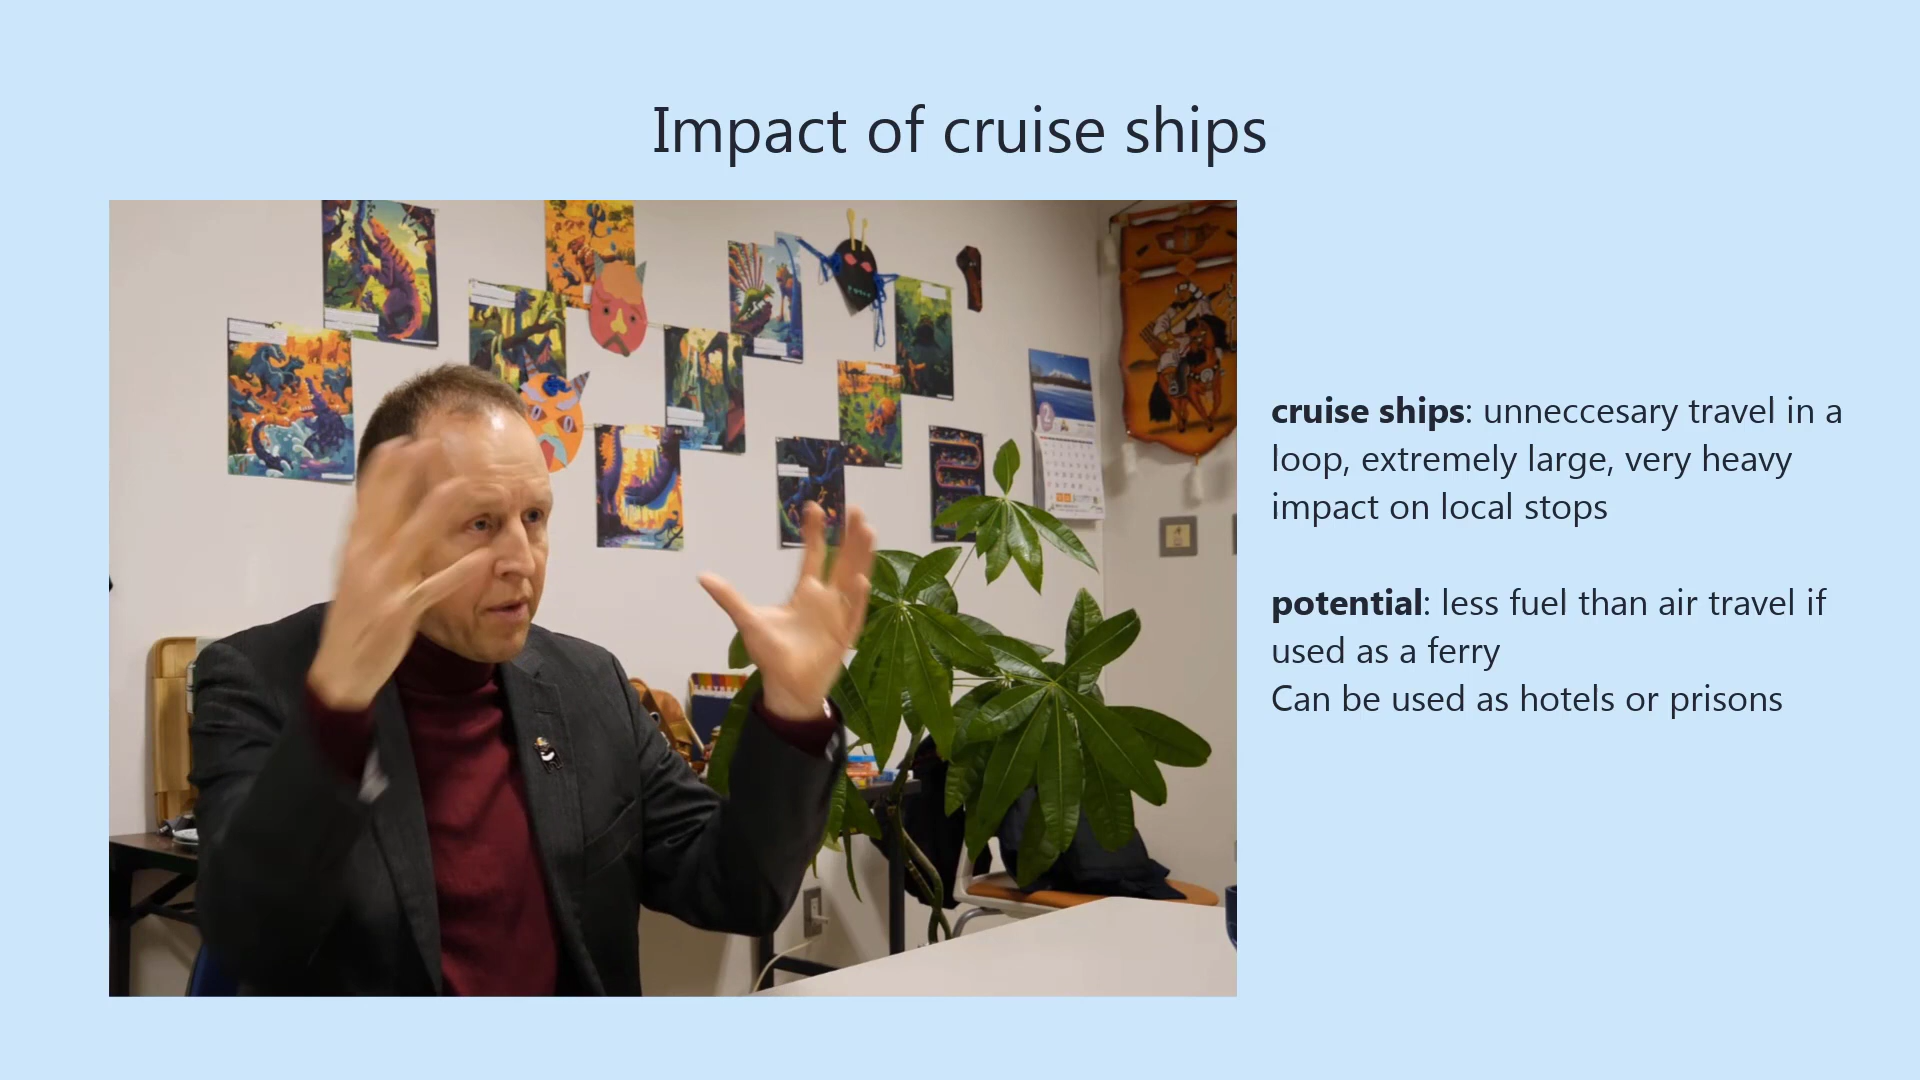 Impact of cruise ships
cruise ships: unneccesary travel in a
loop, extremely large, very heavy
impact on local stops
potential: less fuel than air travel if
used as a ferry
Can be used as hotels or prisons